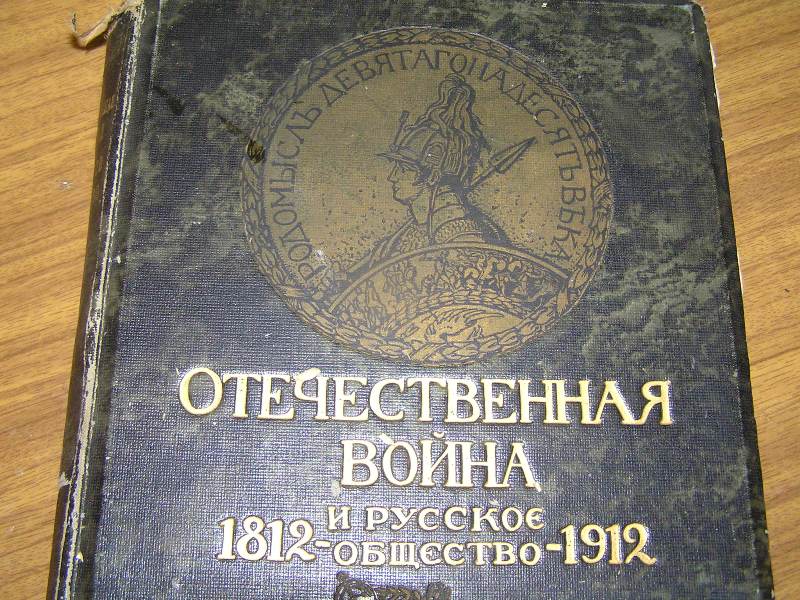 РОДОМЫСЛЪ ДЕВЯТАГОНАДЕСЯТЬ ВѢКА
ОТЕЧЕСТВЕННАЯ
ВОЙНА
И РУССКОЕ
1812-ОБЩЕСТВО-1912